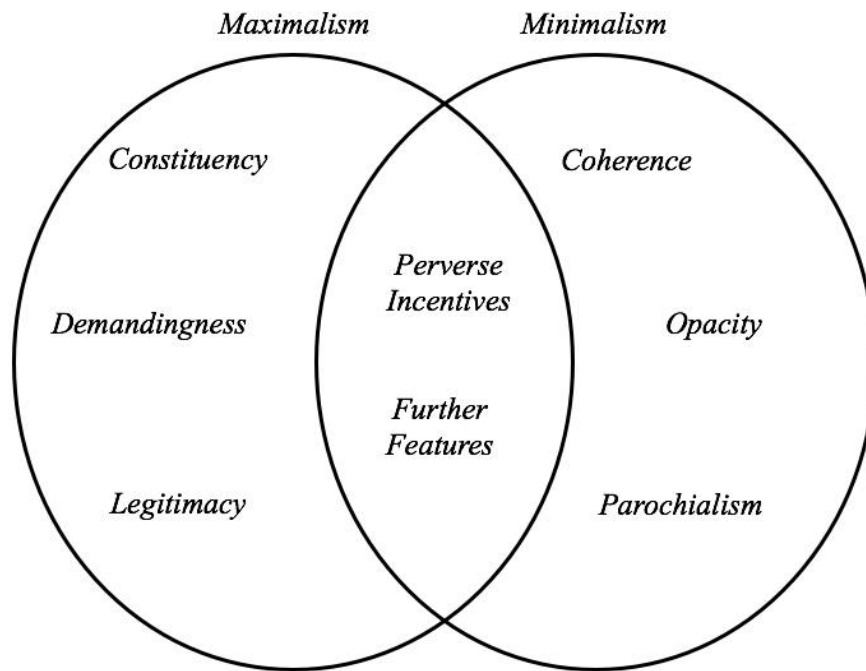 Maximalism
Minimalism
Constituency
Coherence
Perverse
Incentives
Demandingness
Opacity
Further
Features
Legitimacy
Parochialism